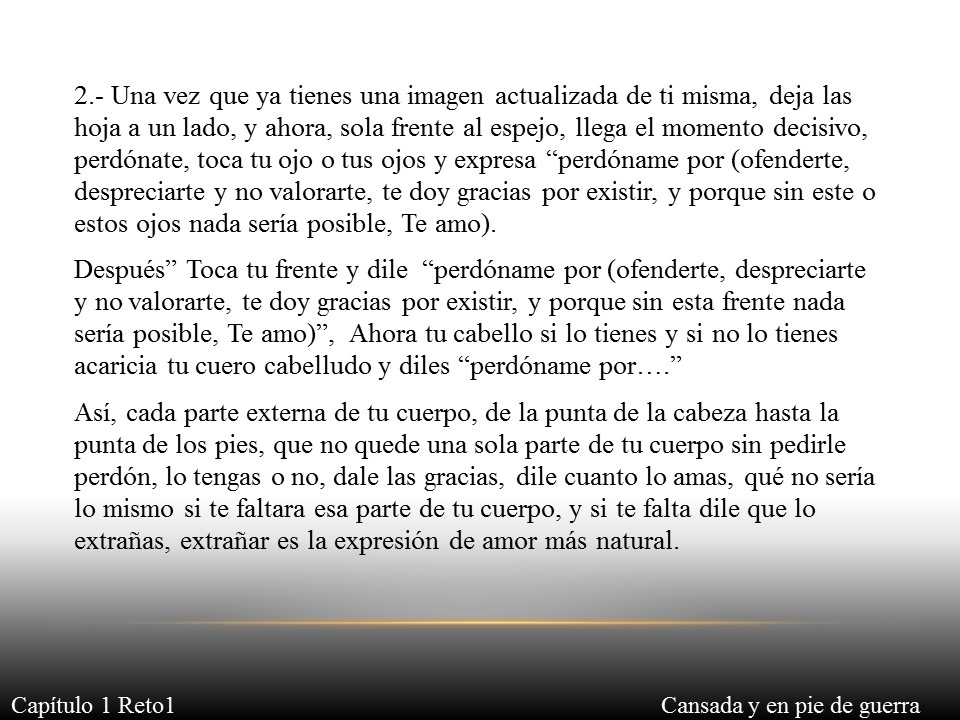 2.- Una vez que ya tienes una imagen actualizada de ti misma, deja las
hoja a un lado, y ahora, sola frente al espejo, llega el momento decisivo,
perdónate, toca tu ojo o tus ojos y expresa “perdóname por (ofenderte,
despreciarte y no valorarte, te doy gracias por existir, y porque sin este o
estos ojos nada sería posible, Te amo).
Después” Toca tu frente y dile “perdóname por (ofenderte, despreciarte
y no valorarte, te doy gracias por existir, y porque sin esta frente nada
sería posible, Te amo)”, Ahora tu cabello si lo tienes y si no lo tienes
acaricia tu cuero cabelludo y diles “perdóname por….”
Así, cada parte externa de tu cuerpo, de la punta de la cabeza hasta la
punta de los pies, que no quede una sola parte de tu cuerpo sin pedirle
perdón, lo tengas o no, dale las gracias, dile cuanto lo amas, qué no sería
lo mismo si te faltara esa parte de tu cuerpo, y si te falta dile que lo
extrañas, extrañar es la expresión de amor más natural.
Capítulo 1 Reto1
Cansada y en pie de guerra